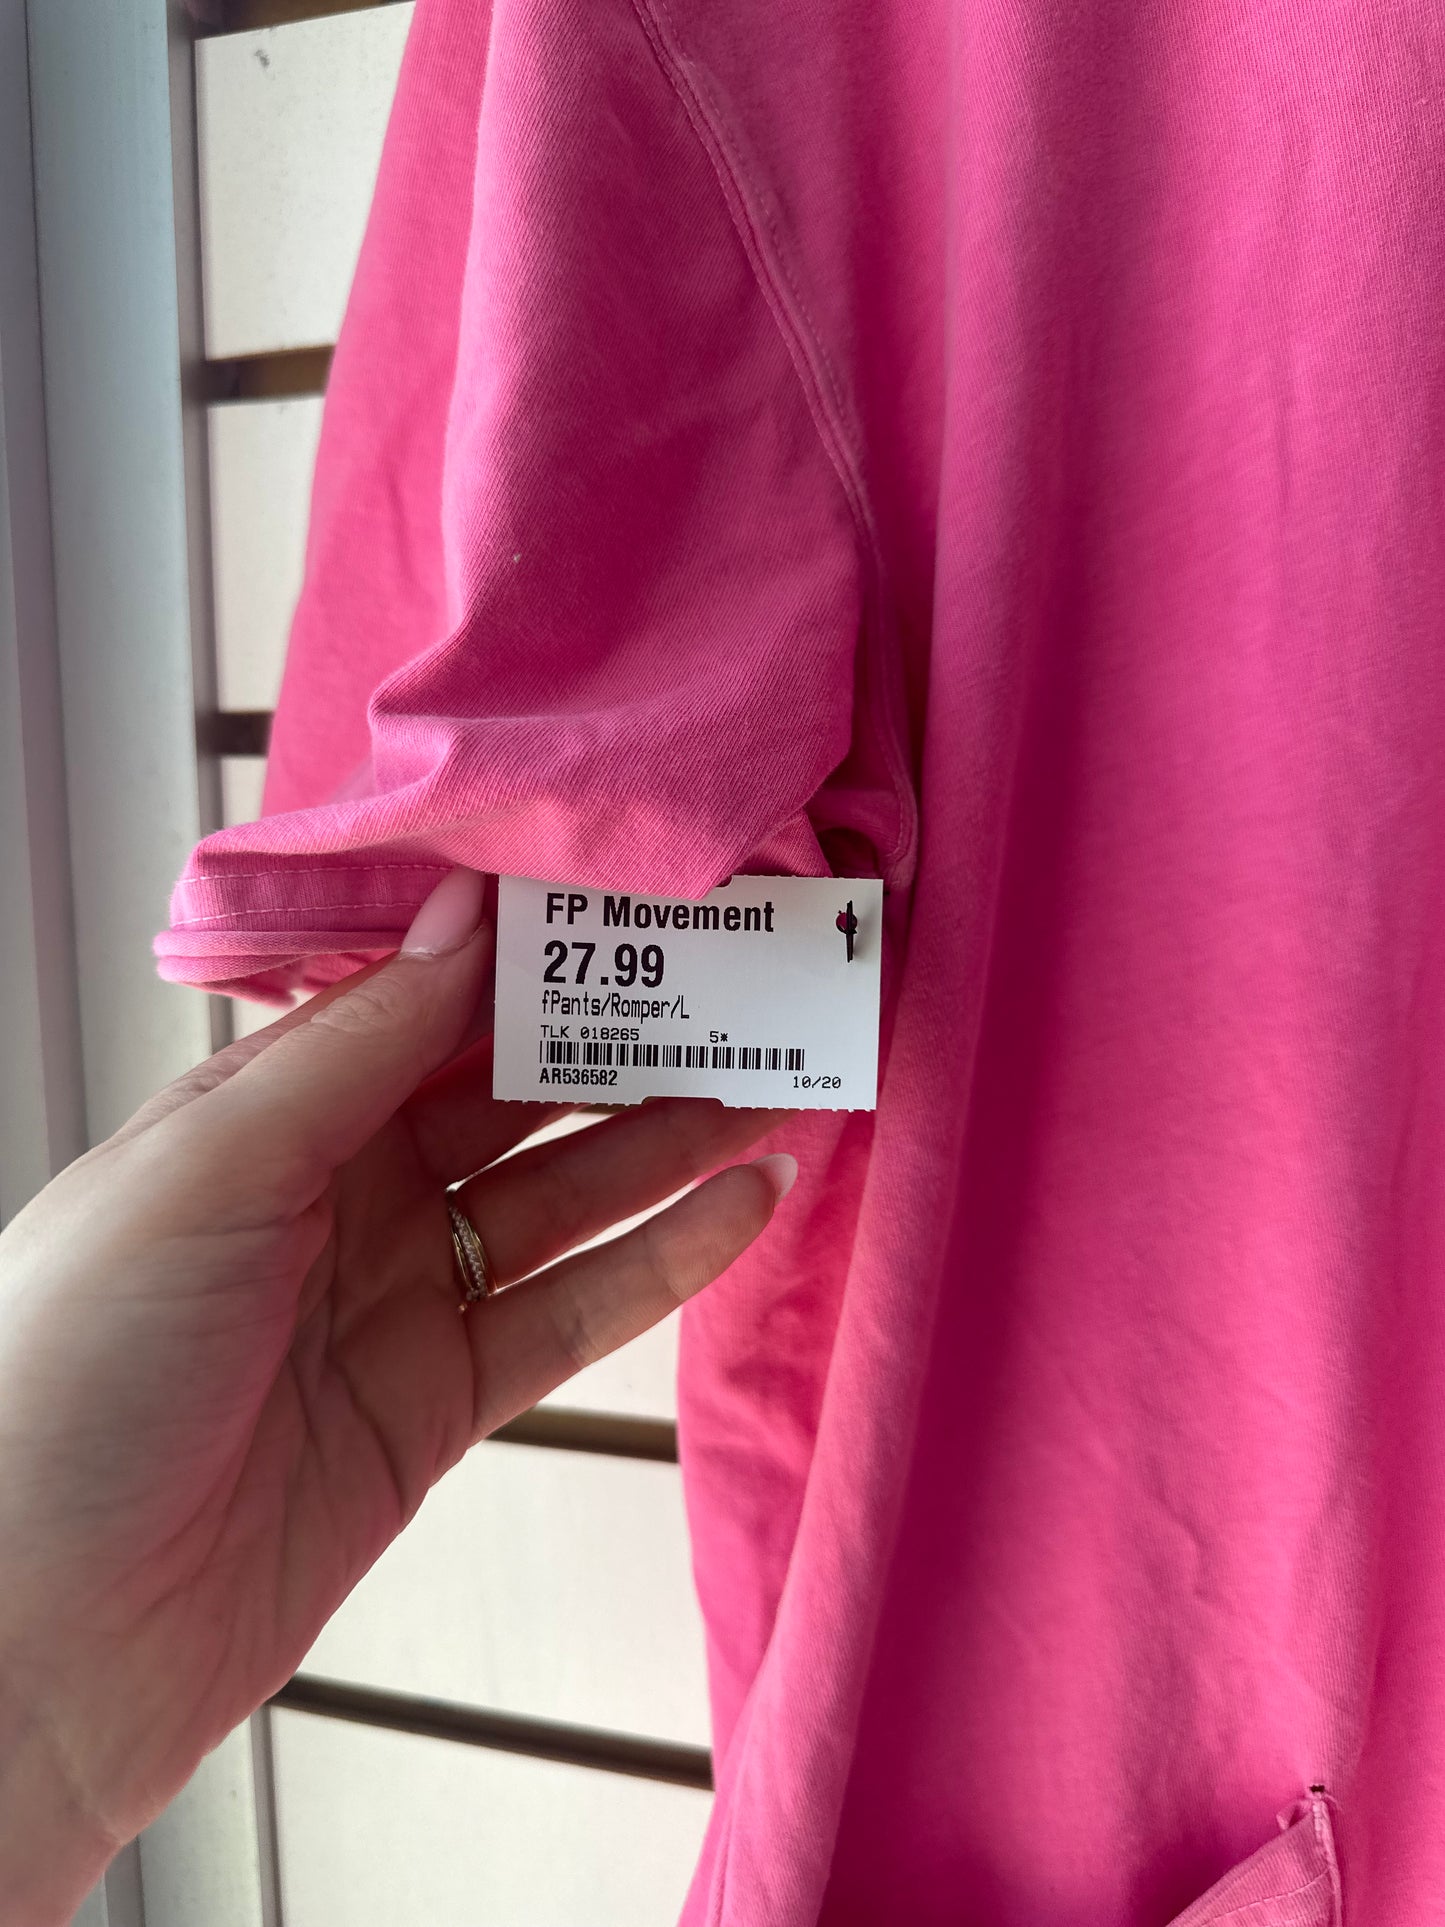 FP Movement
27.99
fPants/Romper/L
TLK 018265 5*
AR536582 10/20